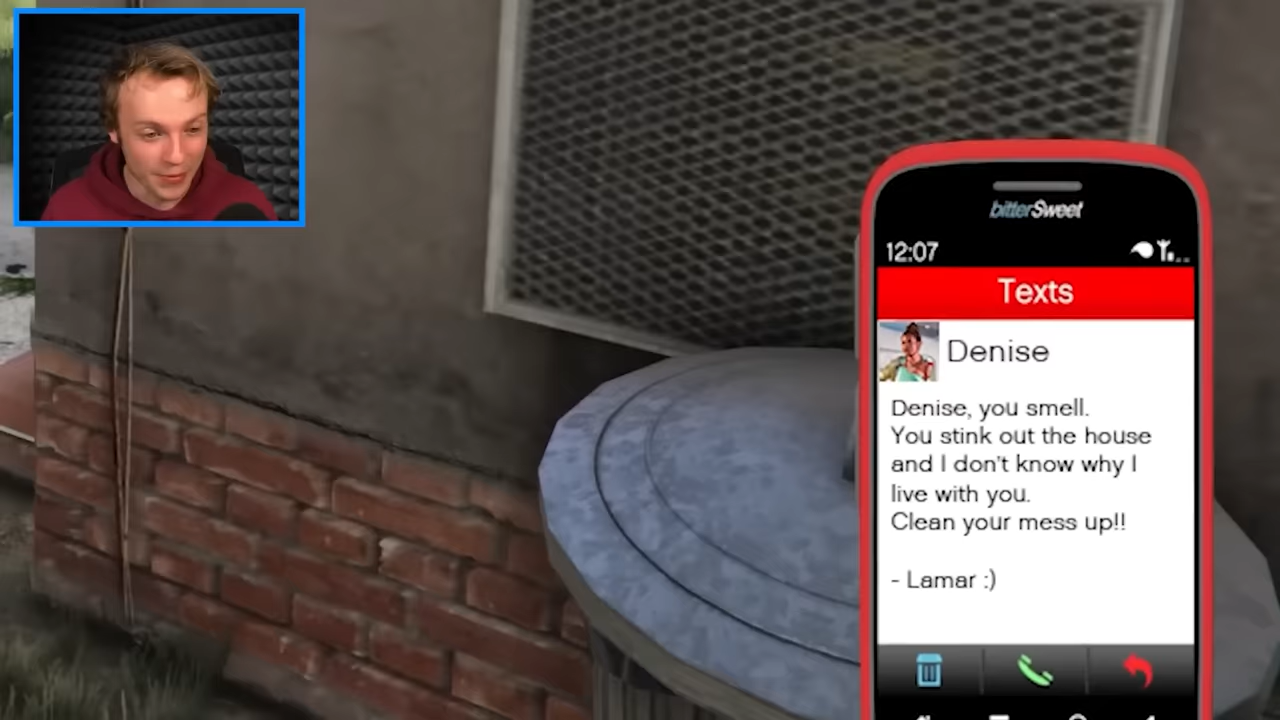 bitterSweet
12:07
Texts
Denise
Denise, you smell.
You stink out the house
and I don't know why I
live with you.
Clean your mess up!!
- Lamar :)